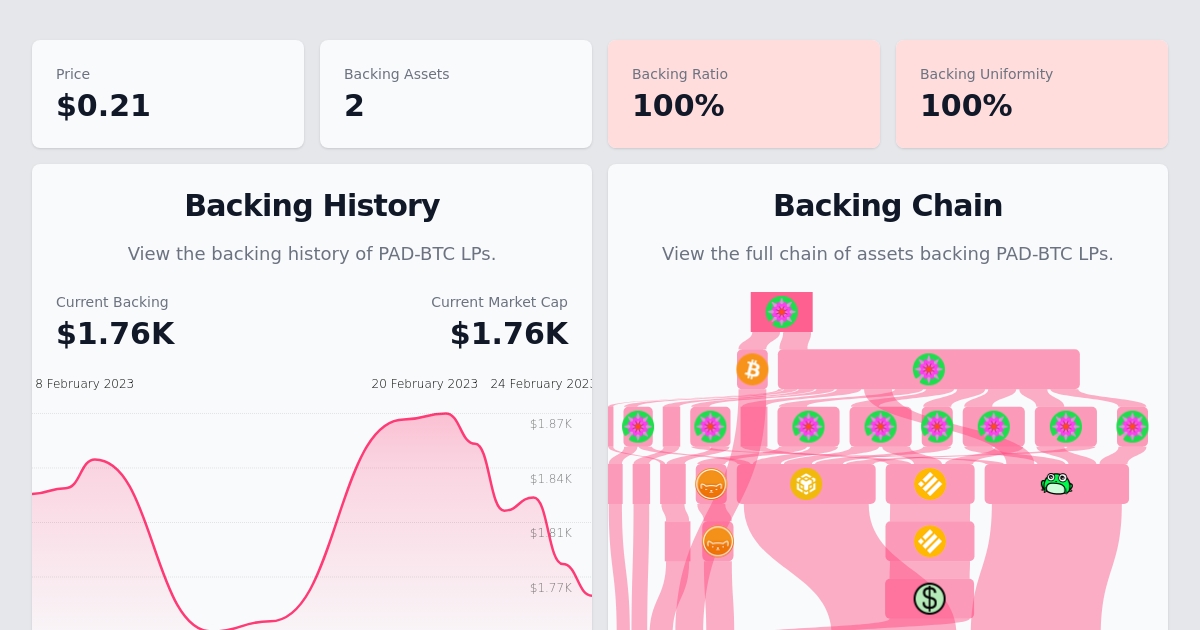 Price
$0.21
Backing Assets
2
Backing Ratio
100%
Backing Uniformity
100%
Backing History
View the backing history of PAD-BTC LPs.
Current Backing
$1.76K
Current Market Cap
$1.76K
8 February 2023
20 February 2023
24 February 2023
$1.87K
$1.84K
$1.81K
$1.77K
Backing Chain
View the full chain of assets backing PAD-BTC LPs.